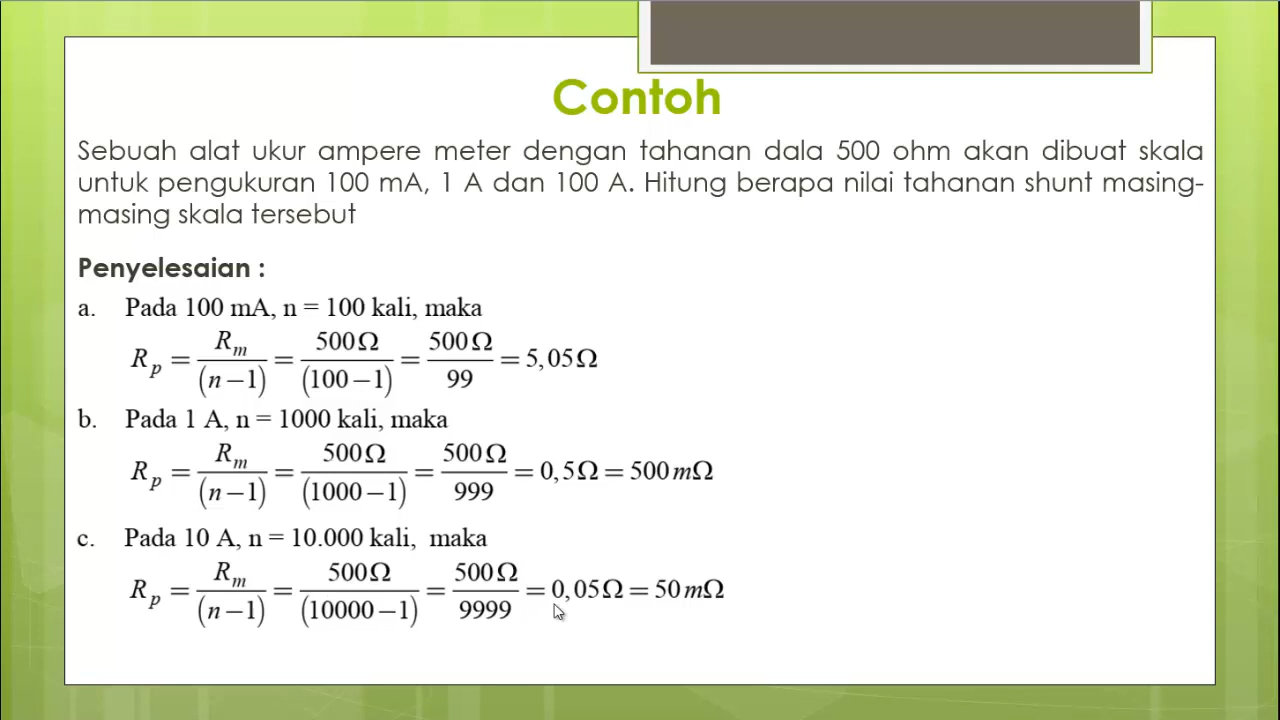 Contoh
Sebuah alat ukur ampere meter dengan tahanan dala 500 ohm akan dibuat skala
untuk pengukuran 100 mA, 1 A dan 100 A. Hitung berapa nilai tahanan shunt masing-
masing skala tersebut
Penyelesaian :
a. Pada 100 mA, n = 100 kali, maka
R_p = R_m/(n−1) = 500Ω/(100−1) = 500Ω/99 = 5,05Ω
b. Pada 1 A, n = 1000 kali, maka
R_p = R_m/(n−1) = 500Ω/(1000−1) = 500Ω/999 = 0,5Ω = 500mΩ
c. Pada 10 A, n = 10.000 kali, maka
R_p = R_m/(n−1) = 500Ω/(10000−1) = 500Ω/9999 = 0,05Ω = 50mΩ